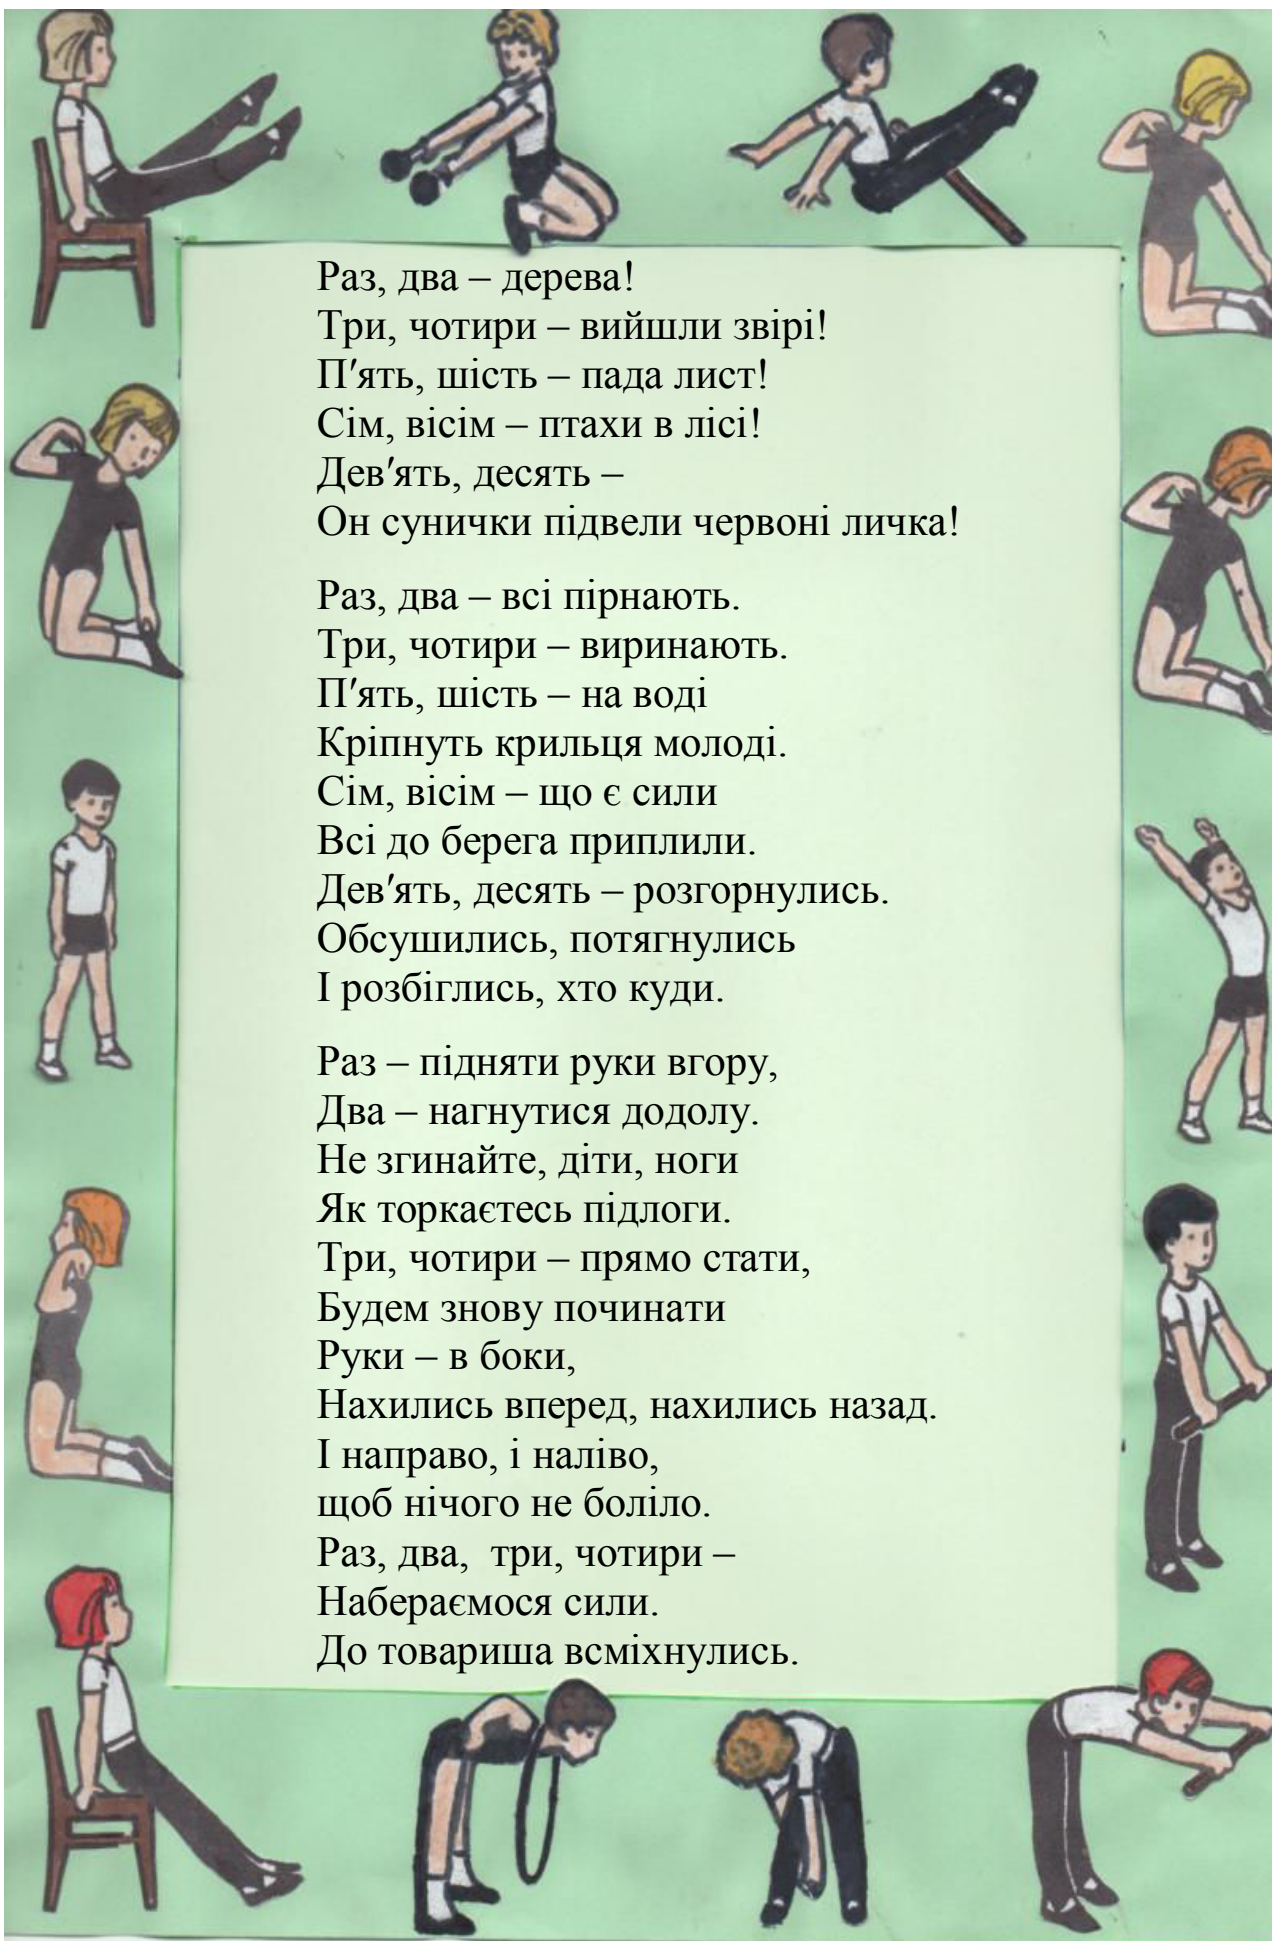 Раз, два – дерева!
Три, чотири – вийшли звірі!
П'ять, шість – пада лист!
Сім, вісім – птахи в лісі!
Дев'ять, десять –
Он сунички підвели червоні личка!
Раз, два – всі пірнають.
Три, чотири – виринають.
П'ять, шість – на воді
Кріпнуть крильця молоді.
Сім, вісім – що є сили
Всі до берега приплили.
Дев'ять, десять – розгорнулись.
Обсушились, потягнулись
І розбіглись, хто куди.
Раз – підняти руки вгору,
Два – нагнутися додолу.
Не згинайте, діти, ноги
Як торкаєтесь підлоги.
Три, чотири – прямо стати,
Будем знову починати
Руки – в боки,
Нахились вперед, нахились назад.
І направо, і наліво,
щоб нічого не боліло.
Раз, два,  три, чотири –
Набераємося сили.
До товариша всміхнулись.